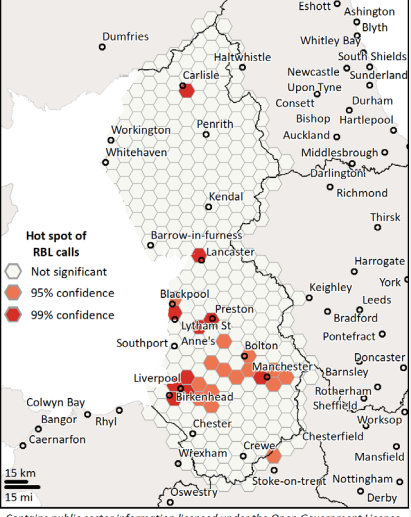 Eshott
Ashington
Blyth
Dumfries
Whitley Bay
Haltwhistle
South Shields
Carlisle
Newcastle
Upon Tyne
Sunderland
Consett
Durham
Bishop
Auckland
Hartlepool
Workington
Penrith
Whitehaven
Middlesbrough
Darlington
Richmond
Kendal
Thirsk
Hot spot of
RBL calls
Not significant
95% confidence
99% confidence
Barrow-in-furness
Lancaster
Harrogate
Keighley
York
Blackpool
Preston
Leeds
Bradford
Lytham St
Anne's
Southport
Pontefract
Bolton
Doncaster
Manchester
Barnsley
Liverpool
Rotherham
Birkenhead
Sheffield
Colwyn Bay
Bangor
Rhyl
Worksop
Caernarfon
Chester
Chesterfield
Crewe
Wrexham
Mansfield
15 km
15 mi
Stoke-on-trent
Nottingham
Oswestry
Derby
Contains public sector information licensed under the Open Government Licence